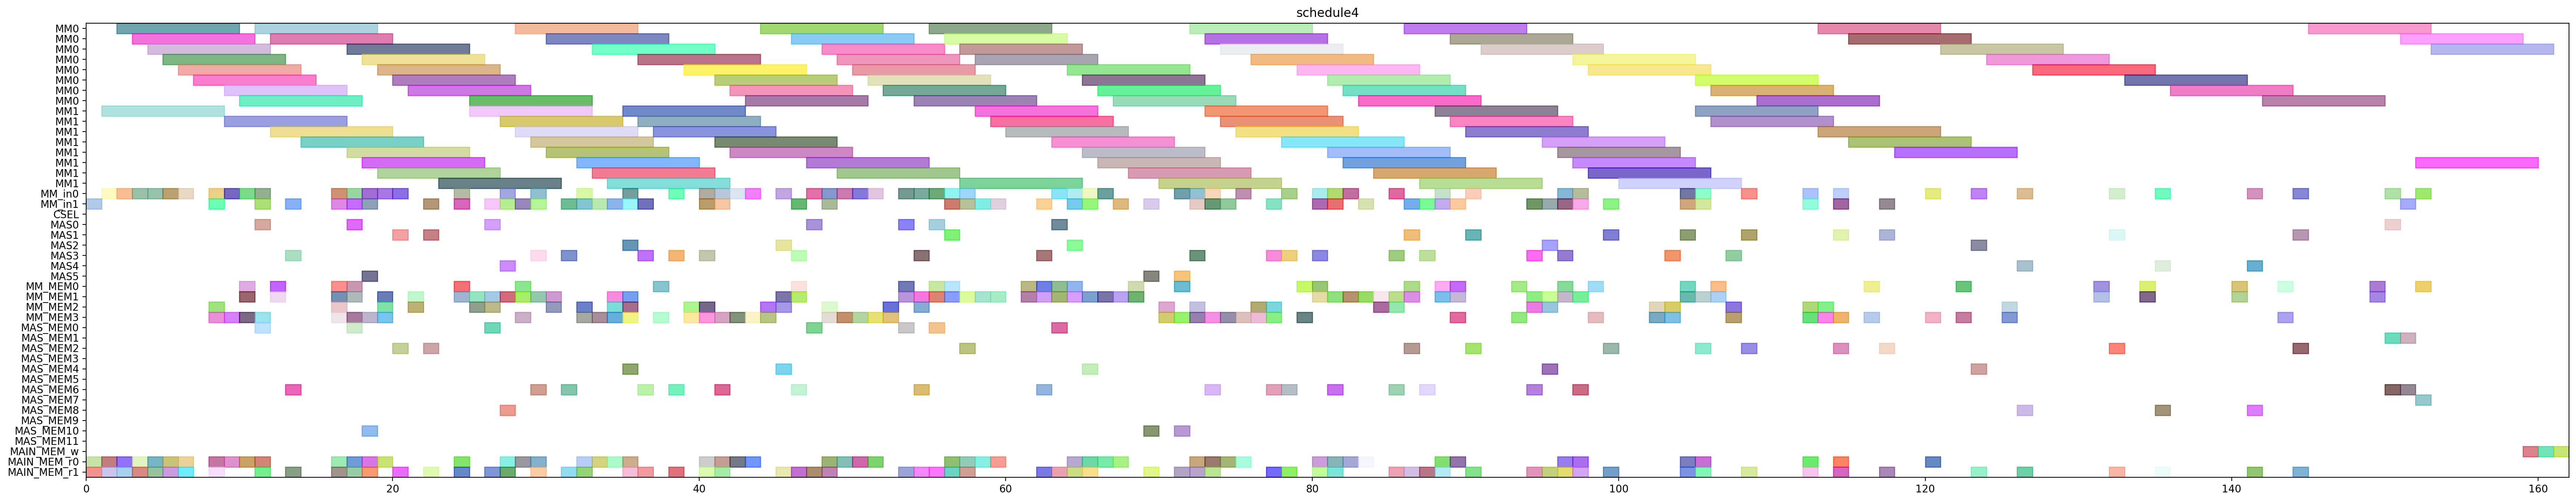 schedule4
MM0
MM0
MM0
MM0
MM0
MM0
MM0
MM0
MM1
MM1
MM1
MM1
MM1
MM1
MM1
MM1
MM_in0
MM_in1
CSEL
MAS0
MAS1
MAS2
MAS3
MAS4
MAS5
MM_MEM0
MM_MEM1
MM_MEM2
MM_MEM3
MAS_MEM0
MAS_MEM1
MAS_MEM2
MAS_MEM3
MAS_MEM4
MAS_MEM5
MAS_MEM6
MAS_MEM7
MAS_MEM8
MAS_MEM9
MAS_MEM10
MAS_MEM11
MAIN_MEM_w
MAIN_MEM_r0
MAIN_MEM_r1
0 20 40 60 80 100 120 140 160